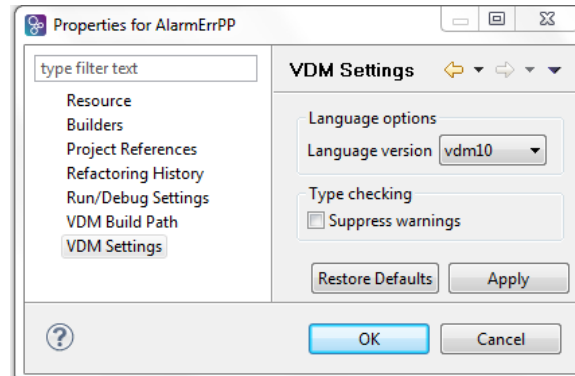 Properties for AlarmErrPP
type filter text
Resource
Builders
Project References
Refactoring History
Run/Debug Settings
VDM Build Path
VDM Settings
VDM Settings
Language options
Language version vdm10
Type checking
Suppress warnings
Restore Defaults Apply
? OK Cancel